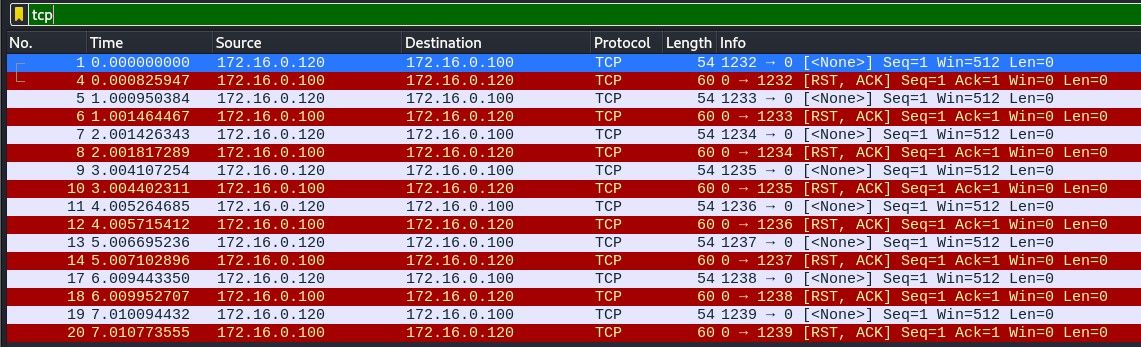 tcp
No. Time Source Destination Protocol Length Info
1 0.000000000 172.16.0.120 172.16.0.100 TCP 54 1232 → 0 [<None>] Seq=1 Win=512 Len=0
4 0.000825947 172.16.0.100 172.16.0.120 TCP 60 0 → 1232 [RST, ACK] Seq=1 Ack=1 Win=0 Len=0
5 1.000950384 172.16.0.120 172.16.0.100 TCP 54 1233 → 0 [<None>] Seq=1 Win=512 Len=0
6 1.001464467 172.16.0.100 172.16.0.120 TCP 60 0 → 1233 [RST, ACK] Seq=1 Ack=1 Win=0 Len=0
7 2.001426343 172.16.0.120 172.16.0.100 TCP 54 1234 → 0 [<None>] Seq=1 Win=512 Len=0
8 2.001817289 172.16.0.100 172.16.0.120 TCP 60 0 → 1234 [RST, ACK] Seq=1 Ack=1 Win=0 Len=0
9 3.004107254 172.16.0.120 172.16.0.100 TCP 54 1235 → 0 [<None>] Seq=1 Win=512 Len=0
10 3.004402311 172.16.0.100 172.16.0.120 TCP 60 0 → 1235 [RST, ACK] Seq=1 Ack=1 Win=0 Len=0
11 4.005264685 172.16.0.120 172.16.0.100 TCP 54 1236 → 0 [<None>] Seq=1 Win=512 Len=0
12 4.005715412 172.16.0.100 172.16.0.120 TCP 60 0 → 1236 [RST, ACK] Seq=1 Ack=1 Win=0 Len=0
13 5.006695236 172.16.0.120 172.16.0.100 TCP 54 1237 → 0 [<None>] Seq=1 Win=512 Len=0
14 5.007102896 172.16.0.100 172.16.0.120 TCP 60 0 → 1237 [RST, ACK] Seq=1 Ack=1 Win=0 Len=0
17 6.009443350 172.16.0.120 172.16.0.100 TCP 54 1238 → 0 [<None>] Seq=1 Win=512 Len=0
18 6.009952707 172.16.0.100 172.16.0.120 TCP 60 0 → 1238 [RST, ACK] Seq=1 Ack=1 Win=0 Len=0
19 7.010094432 172.16.0.120 172.16.0.100 TCP 54 1239 → 0 [<None>] Seq=1 Win=512 Len=0
20 7.010773555 172.16.0.100 172.16.0.120 TCP 60 0 → 1239 [RST, ACK] Seq=1 Ack=1 Win=0 Len=0